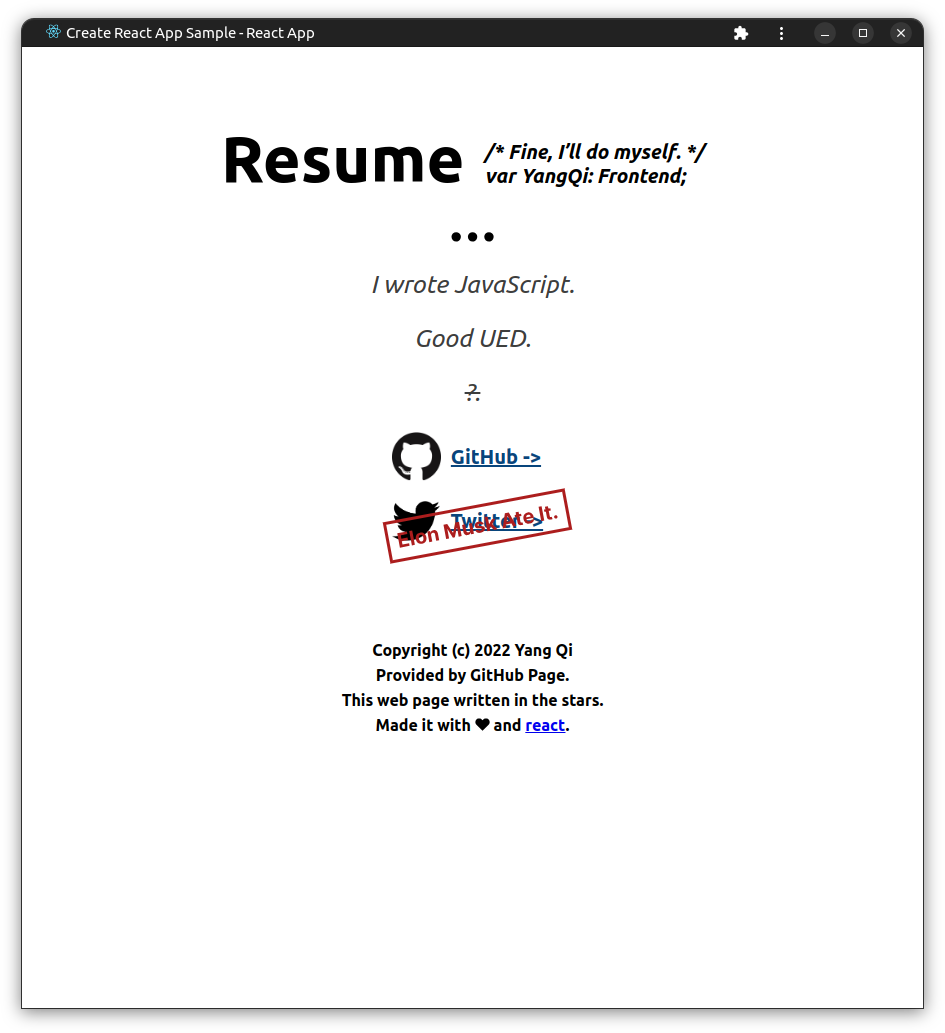 Create React App Sample - React App
Resume
/* Fine, I’ll do myself. */
var YangQi: Frontend;
•••
I wrote JavaScript.
Good UED.
?.
GitHub ->
Twitter ->
Elon Musk Ate It.
Copyright (c) 2022 Yang Qi
Provided by GitHub Page.
This web page written in the stars.
Made it with ❤ and react.